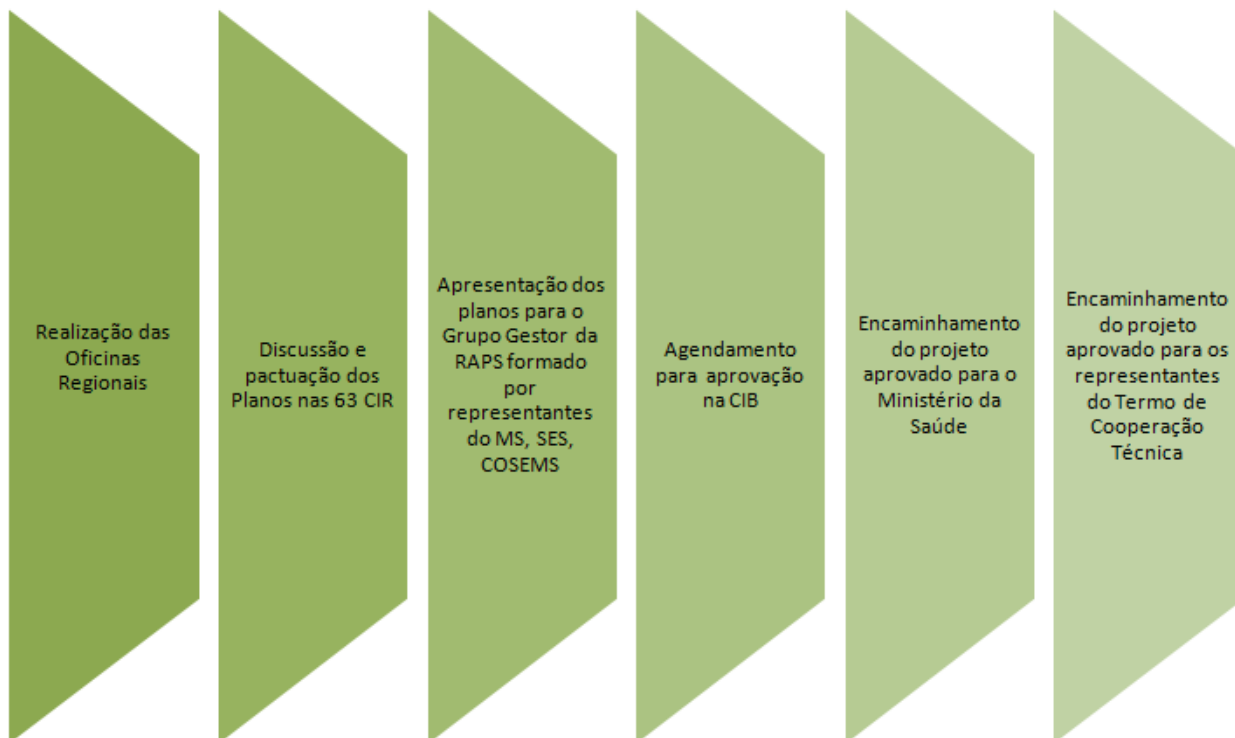 Realização das
Oficinas
Regionais
Discussão e
pactuação dos
Planos nas 63 CIR
Apresentação dos
planos para o
Grupo Gestor da
RAPS formado
por
representantes
do MS, SES,
COSEMS
Agendamento
para aprovação
na CIB
Encaminhamento
do projeto
aprovado para o
Ministério da
Saúde
Encaminhamento
do projeto
aprovado para os
representantes
do Termo de
Cooperação
Técnica